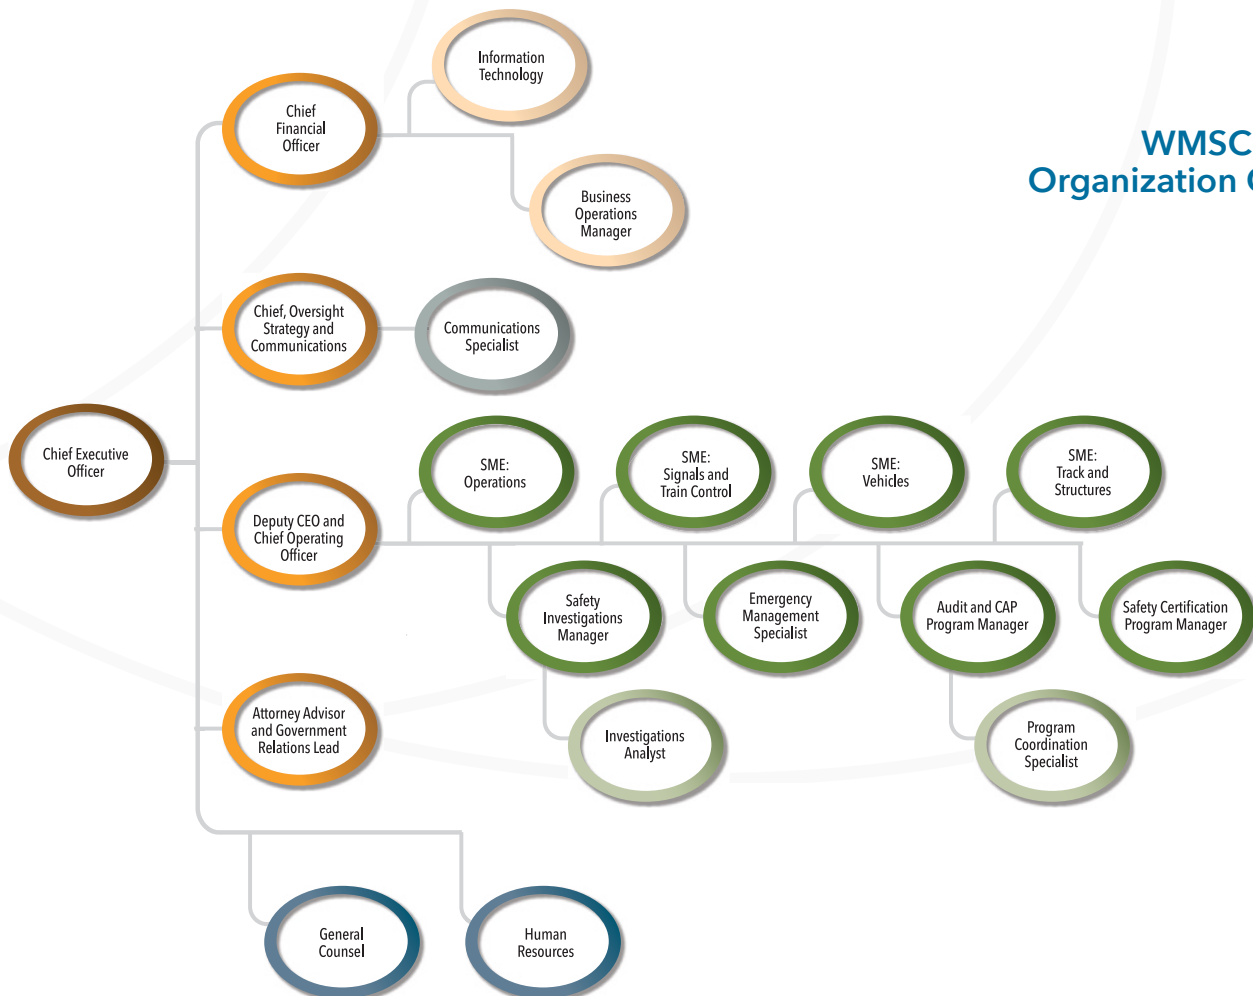 Information
Technology
Chief
Financial
Officer
WMSC
Organization
Business
Operations
Manager
Chief, Oversight
Strategy and
Communications
Communications
Specialist
Chief Executive
Officer
SME:
Operations
SME:
Signals and
Train Control
SME:
Vehicles
SME:
Track and
Structures
Deputy CEO and
Chief Operating
Officer
Safety
Investigations
Manager
Emergency
Management
Specialist
Audit and CAP
Program Manager
Safety Certification
Program Manager
Attorney Advisor
and Government
Relations Lead
Investigations
Analyst
Program
Coordination
Specialist
General
Counsel
Human
Resources